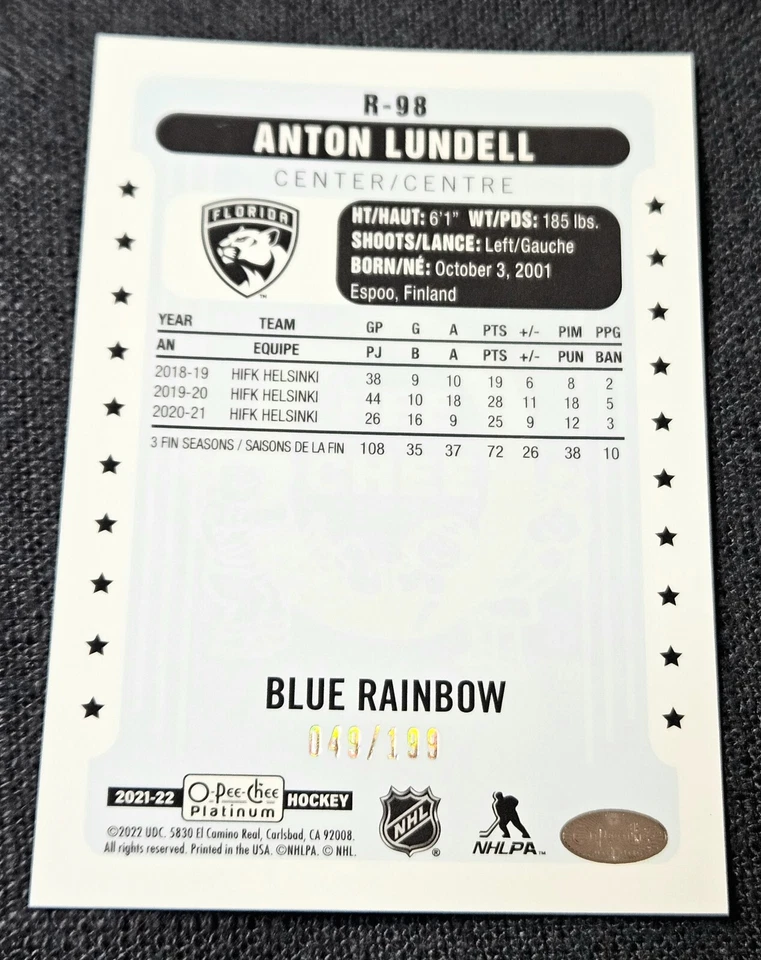 R-98
ANTON LUNDELL
CENTER/CENTRE
FLORIDA
HT/HAUT: 6'1" WT/PDS: 185 lbs.
SHOOTS/LANCE: Left/Gauche
BORN/NÉ: October 3, 2001
Espoo, Finland
YEAR TEAM GP G A PTS +/- PIM PPG
AN EQUIPE PJ B A PTS +/- PUN BAN
2018-19 HIFK HELSINKI 38 9 10 19 6 8 2
2019-20 HIFK HELSINKI 44 10 18 28 11 18 5
2020-21 HIFK HELSINKI 26 16 9 25 9 12 3
3 FIN SEASONS / SAISONS DE LA FIN 108 35 37 72 26 38 10
BLUE RAINBOW
049/199
2021-22 O-Pee-Chee Platinum HOCKEY
NHL ®
NHLPA™
©2022 UDC. 5830 El Camino Real, Carlsbad, CA 92008.
All rights reserved. Printed in the USA. ©NHLPA. © NHL.